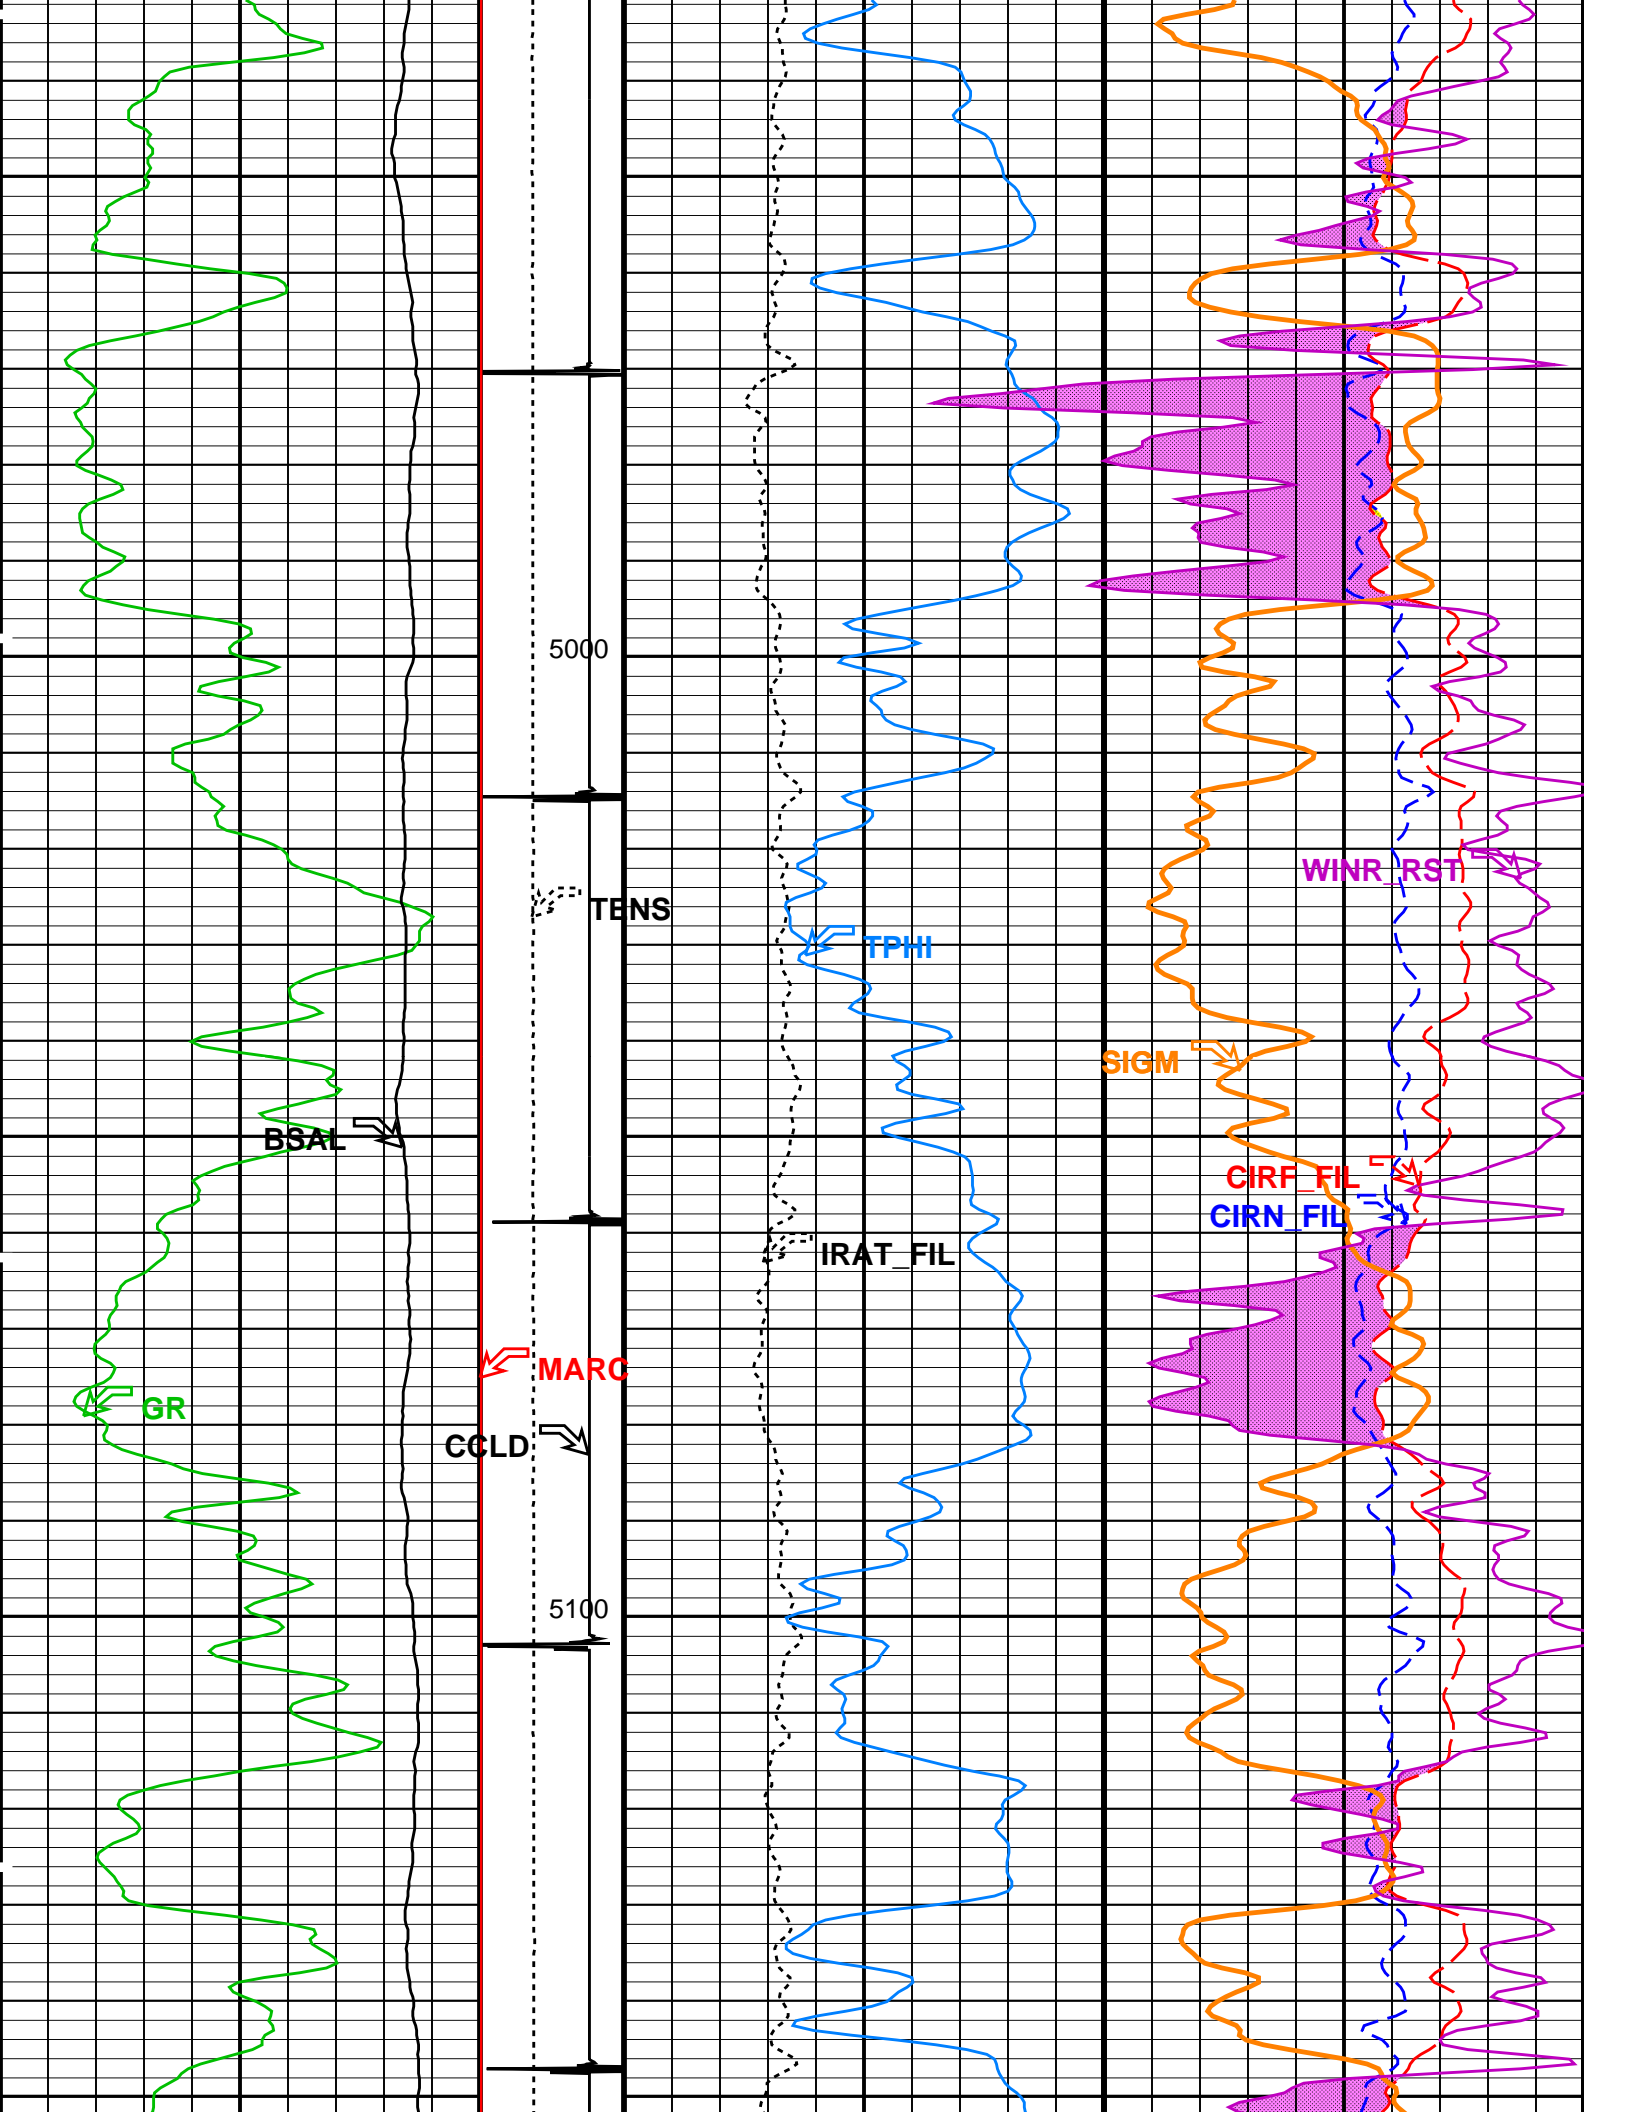 5000
WINR_RST
TENS
TPHI
SIGM
BSAL
CIRF_FIL
CIRN_FIL
IRAT_FIL
MARC
GR
CCLD
5100